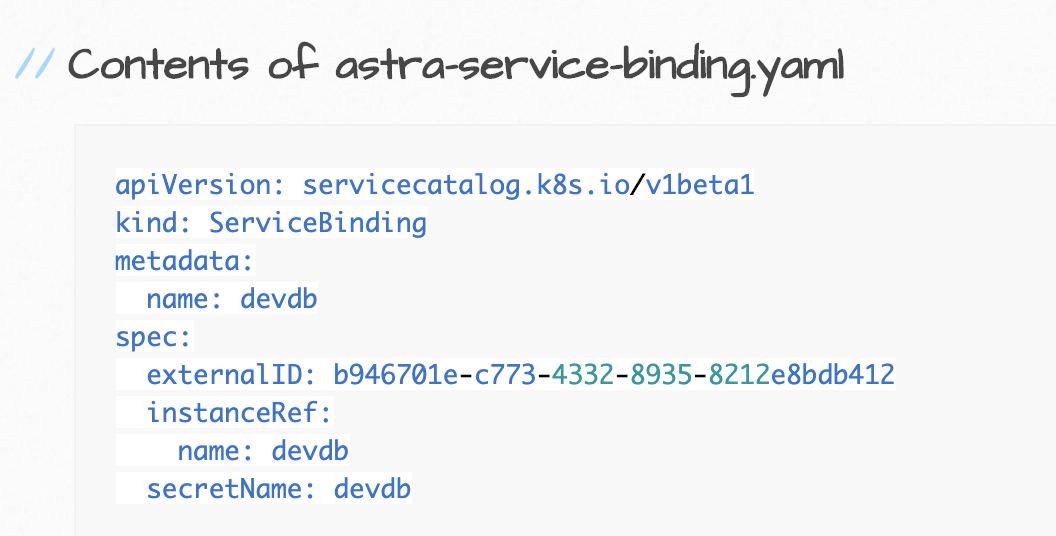 // Contents of astra-service-binding.yaml
apiVersion: servicecatalog.k8s.io/v1beta1
kind: ServiceBinding
metadata:
  name: devdb
spec:
  externalID: b946701e-c773-4332-8935-8212e8bdb412
  instanceRef:
    name: devdb
  secretName: devdb